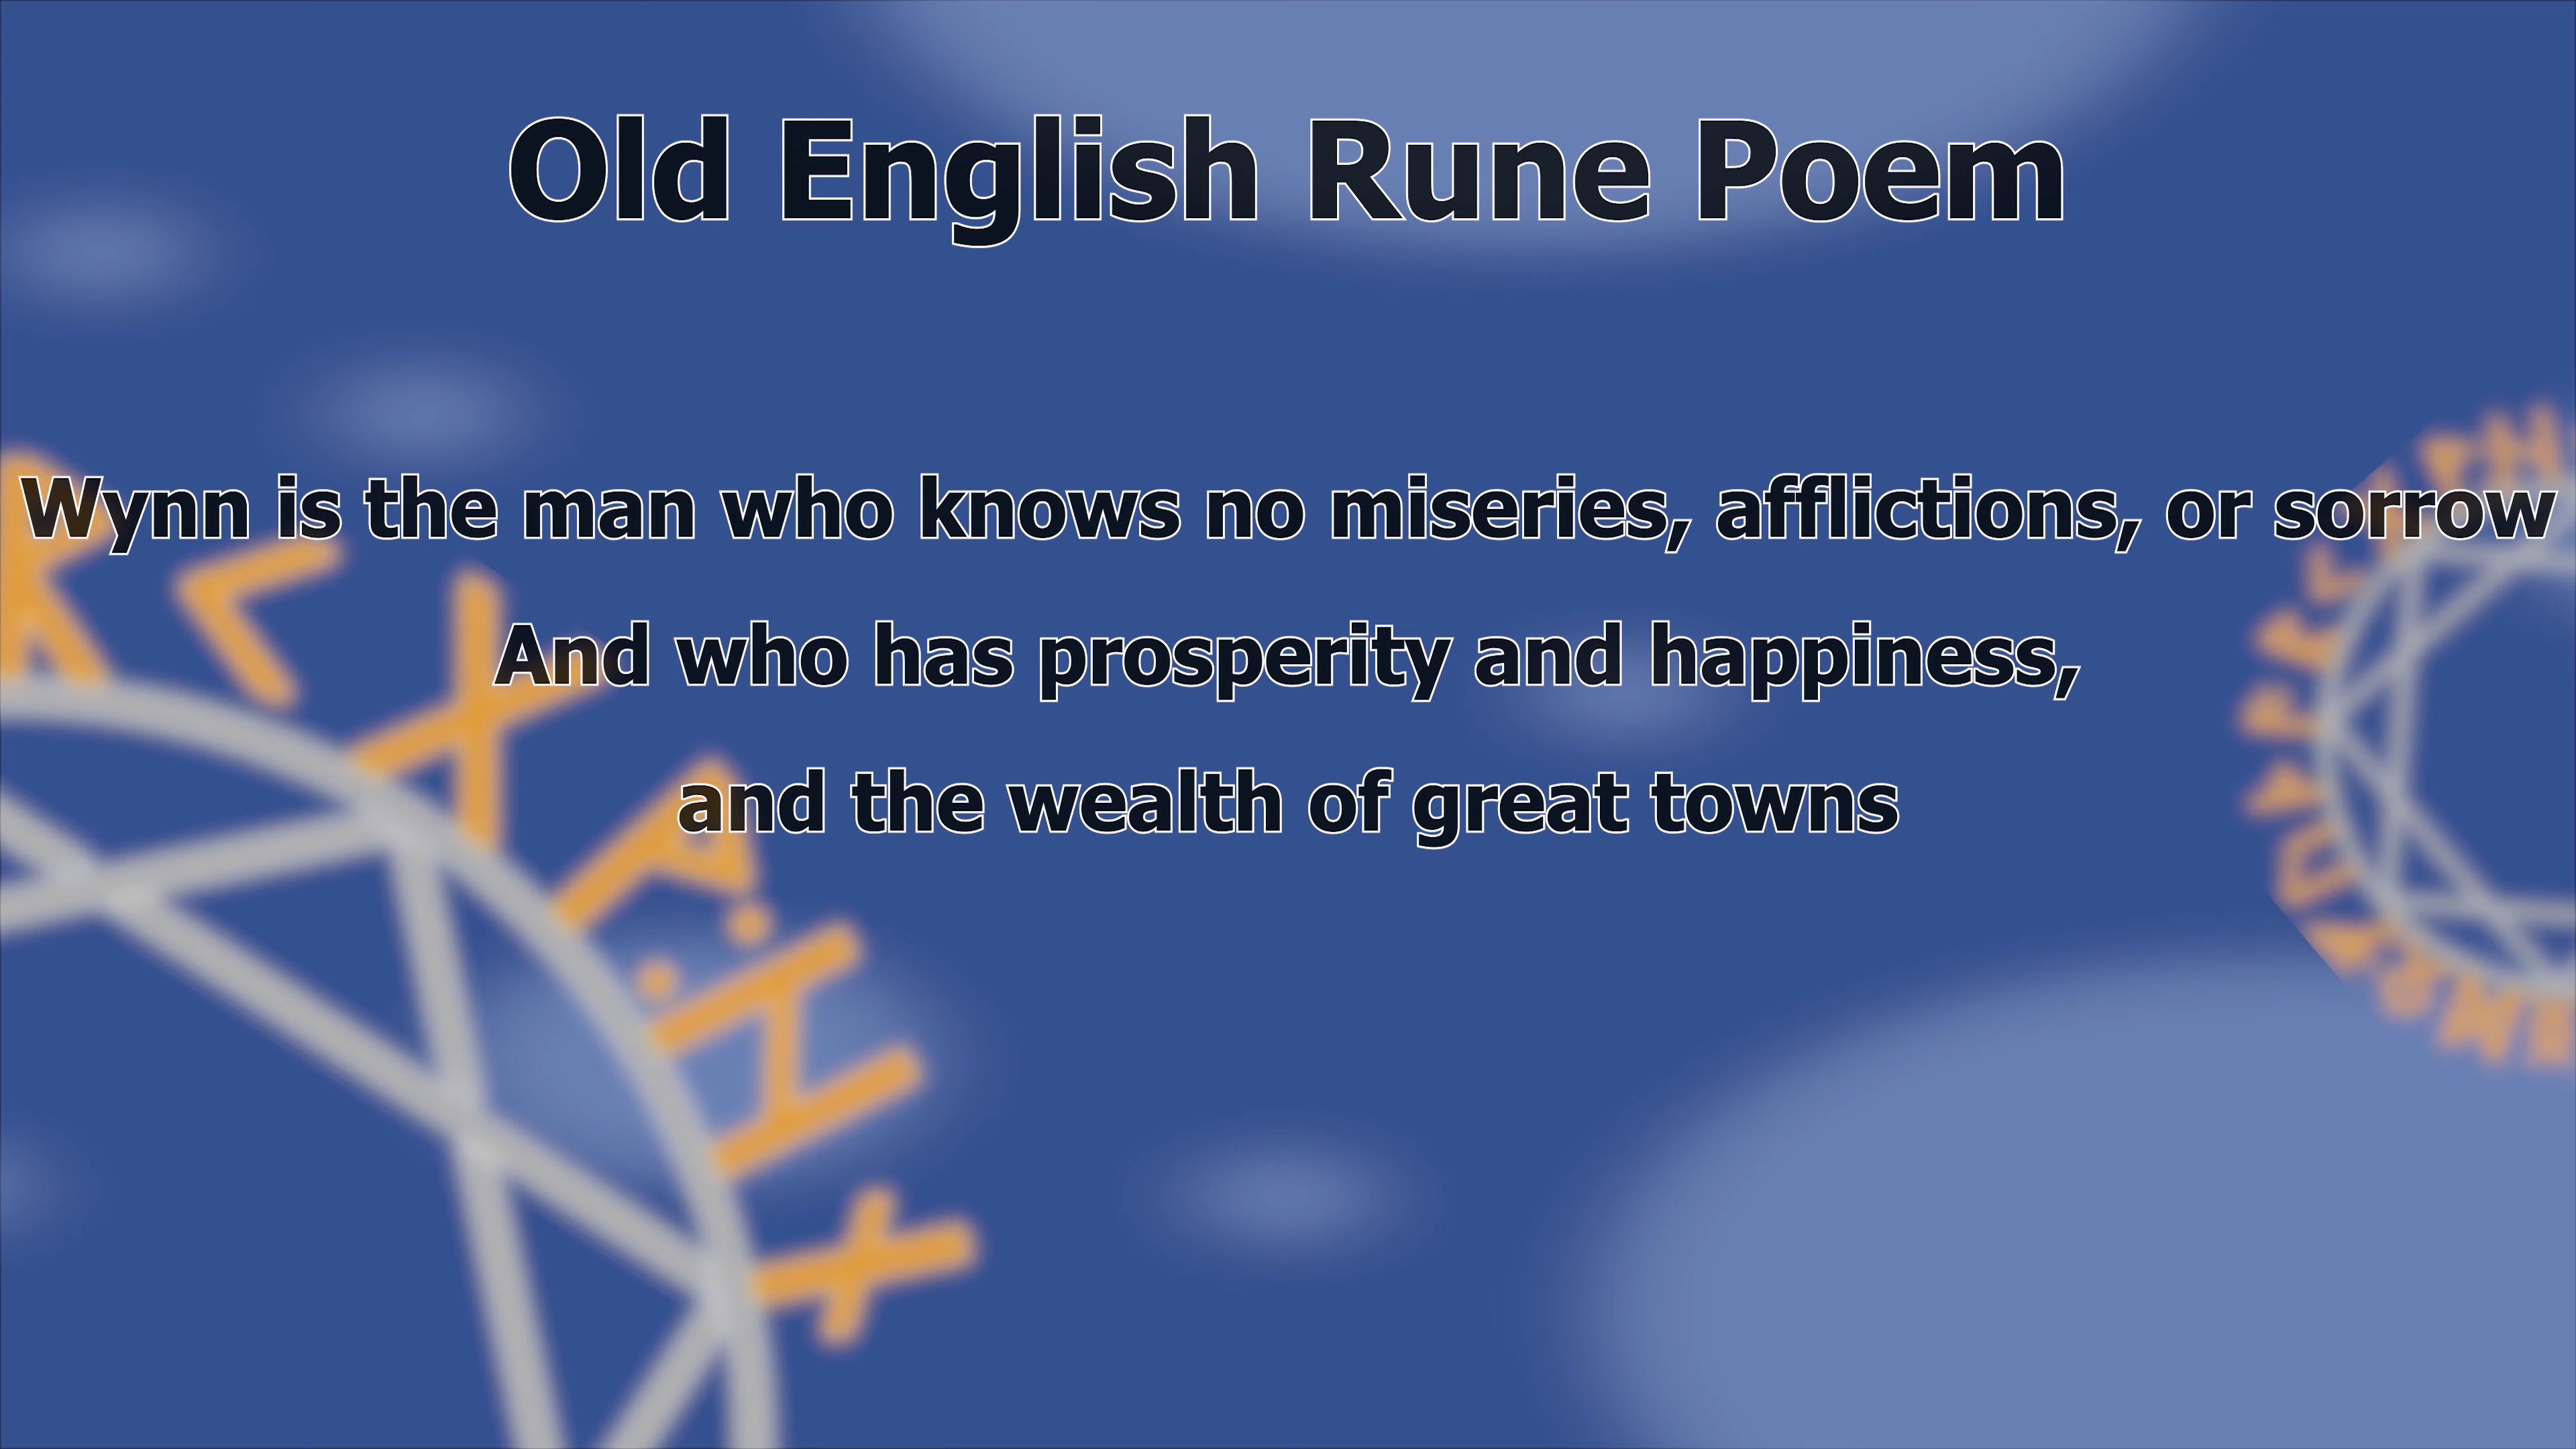 Old English Rune Poem
Wynn is the man who knows no miseries, afflictions, or sorrow
And who has prosperity and happiness,
and the wealth of great towns